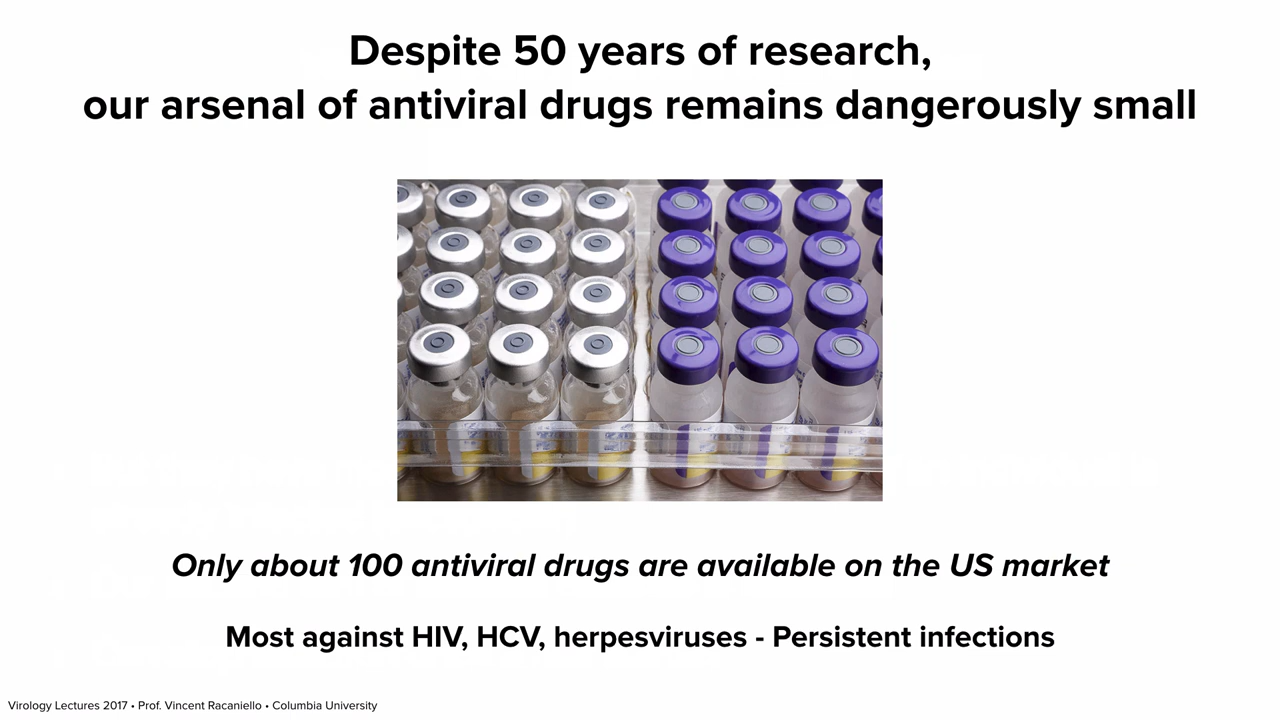 Despite 50 years of research,
our arsenal of antiviral drugs remains dangerously small
Only about 100 antiviral drugs are available on the US market
Most against HIV, HCV, herpesviruses - Persistent infections
Virology Lectures 2017 • Prof. Vincent Racaniello • Columbia University